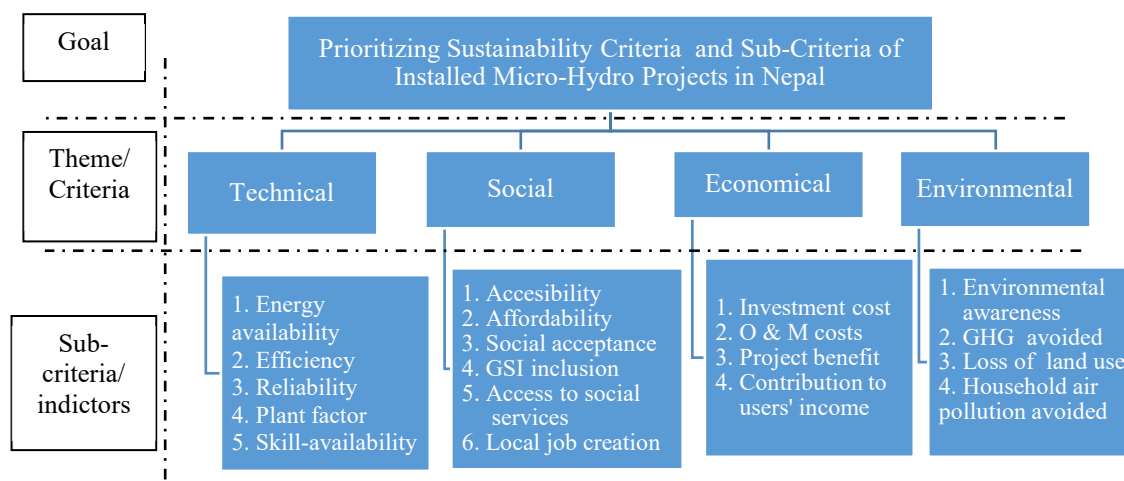 Goal
Prioritizing Sustainability Criteria and Sub-Criteria of
Installed Micro-Hydro Projects in Nepal
Theme/
Criteria
Technical
Social
Economical
Environmental
Sub-
criteria/
indictors
1. Energy
availability
2. Efficiency
3. Reliability
4. Plant factor
5. Skill-availability
1. Accesibility
2. Affordability
3. Social acceptance
4. GSI inclusion
5. Access to social
services
6. Local job creation
1. Investment cost
2. O & M costs
3. Project benefit
4. Contribution to
users' income
1. Environmental
awareness
2. GHG avoided
3. Loss of land use
4. Household air
pollution avoided